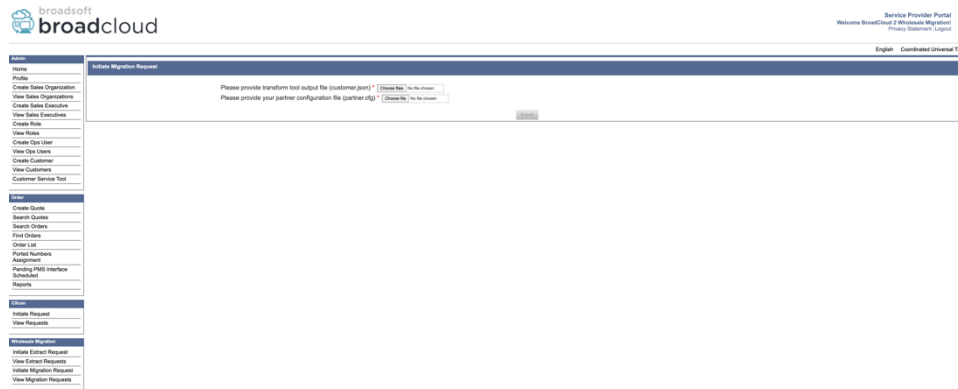 broadsoft
broadcloud
Service Provider Portal
Welcome BroadCloud 2 Wholesale Migration!
Privacy Statement | Logout
English Coordinated Universal T
Admin
Home
Profile
Create Sales Organization
View Sales Organizations
Create Sales Executive
View Sales Executives
Create Role
View Roles
Create Ops User
View Ops Users
Create Customer
View Customers
Customer Service Tool
Order
Create Quote
Search Quotes
Search Orders
Find Orders
Order List
Ported Numbers
Assignment
Pending PMS Interface
Scheduled
Reports
CScan
Initiate Request
View Requests
Wholesale Migration
Initiate Extract Request
View Extract Requests
Initiate Migration Request
View Migration Requests
Initiate Migration Request
Please provide transform tool output file (customer.json) * Choose files No file chosen
Please provide your partner configuration file (partner.cfg) * Choose file No file chosen
Submit